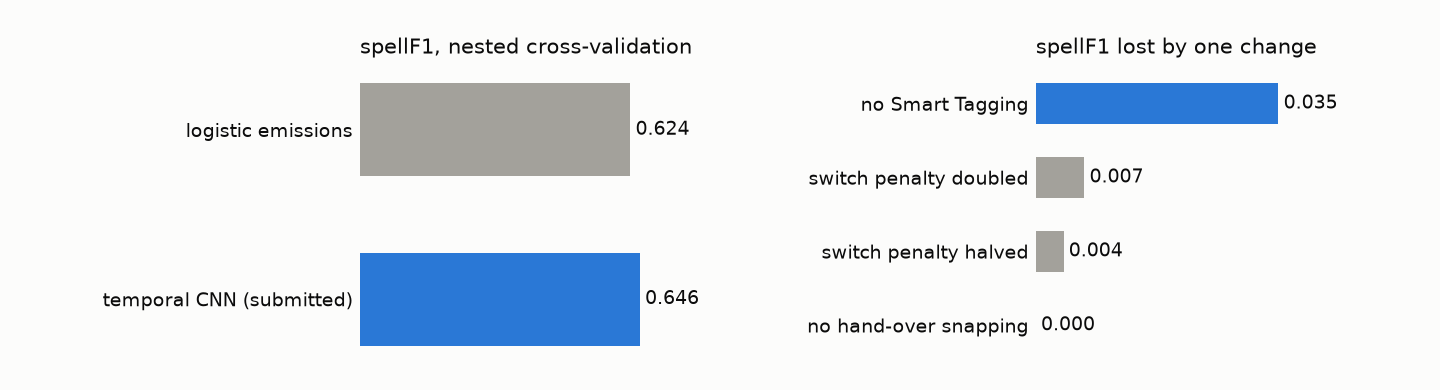 spellF1, nested cross-validation
logistic emissions 0.624
temporal CNN (submitted) 0.646
spellF1 lost by one change
no Smart Tagging 0.035
switch penalty doubled 0.007
switch penalty halved 0.004
no hand-over snapping 0.000